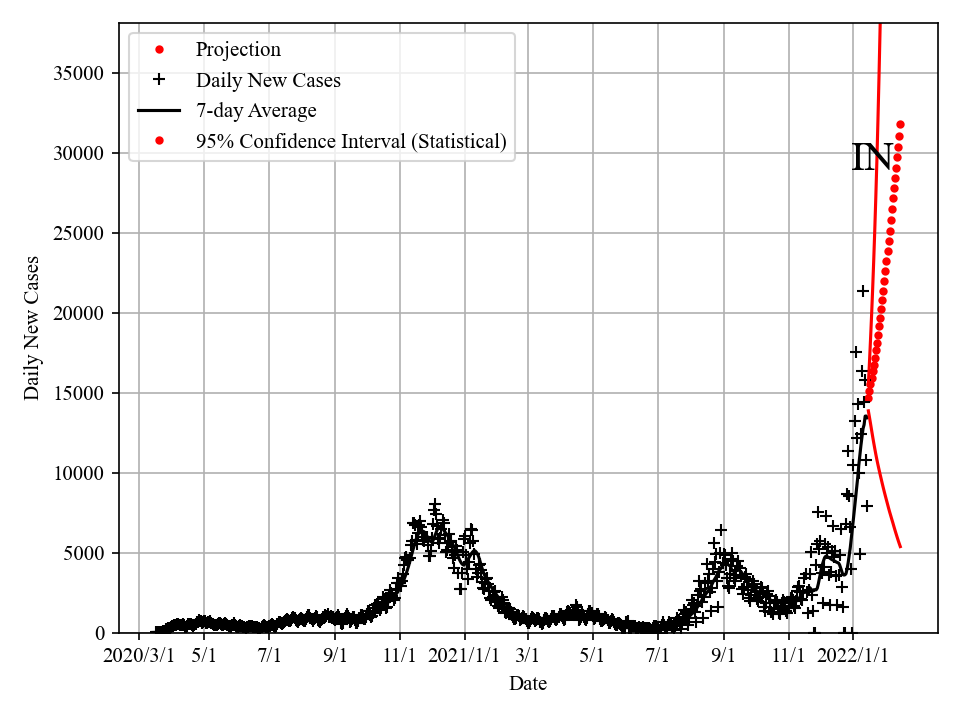 Projection
Daily New Cases
7-day Average
95% Confidence Interval (Statistical)
IN
35000
30000
25000
20000
15000
10000
5000
0
Daily New Cases
2020/3/1 5/1 7/1 9/1 11/1 2021/1/1 3/1 5/1 7/1 9/1 11/1 2022/1/1
Date